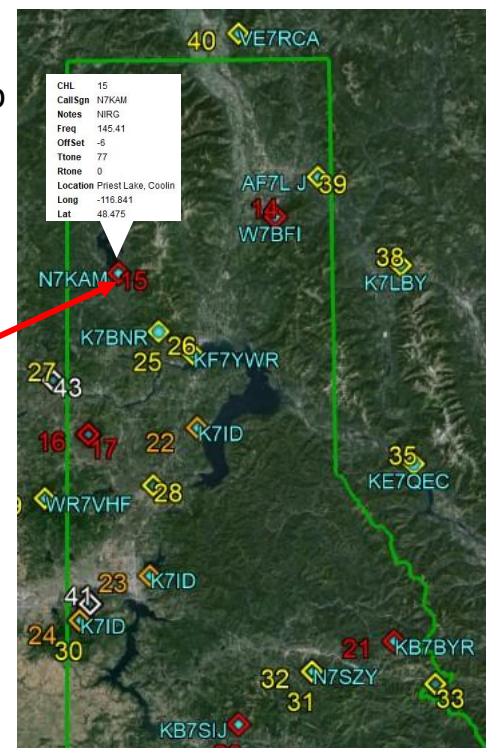 40 VE7RCA
CHL 15
CallSgn N7KAM
Notes NIRG
Freq 145.41
OffSet -6
Ttone 77
Rtone 0
Location Priest Lake, Coolin
Long -116.841
Lat 48.475
AF7L J 39
14
W7BFI
38
K7LBY
N7KAM 15
K7BNR
25 26 KF7YWR
27 43
16 17
22 K7ID
35
KE7QEC
28
WR7VHF
23 K7ID
41
24 K7ID
30
21 KB7BYR
32 N7SZY
31
33
KB7SIJ